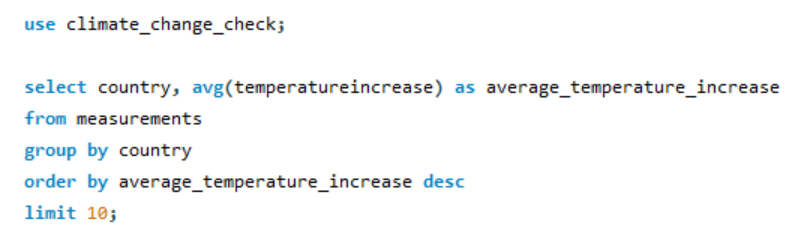 use climate_change_check;
select country, avg(temperatureincrease) as average_temperature_increase
from measurements
group by country
order by average_temperature_increase desc
limit 10;